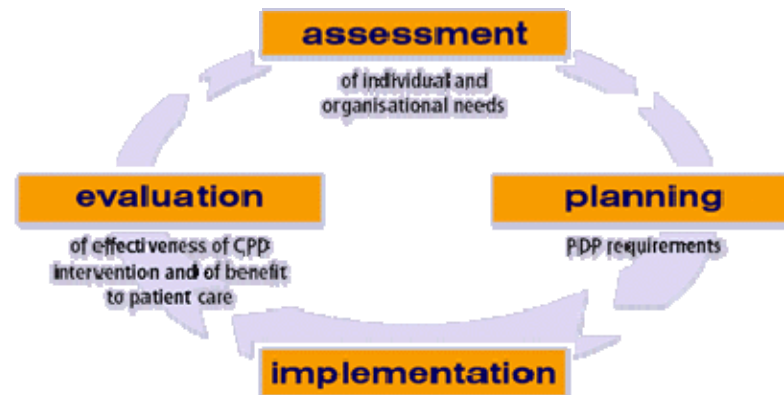 assessment
of individual and
organisational needs
evaluation
of effectiveness of CPD
intervention and of benefit
to patient care
planning
PDP requirements
implementation